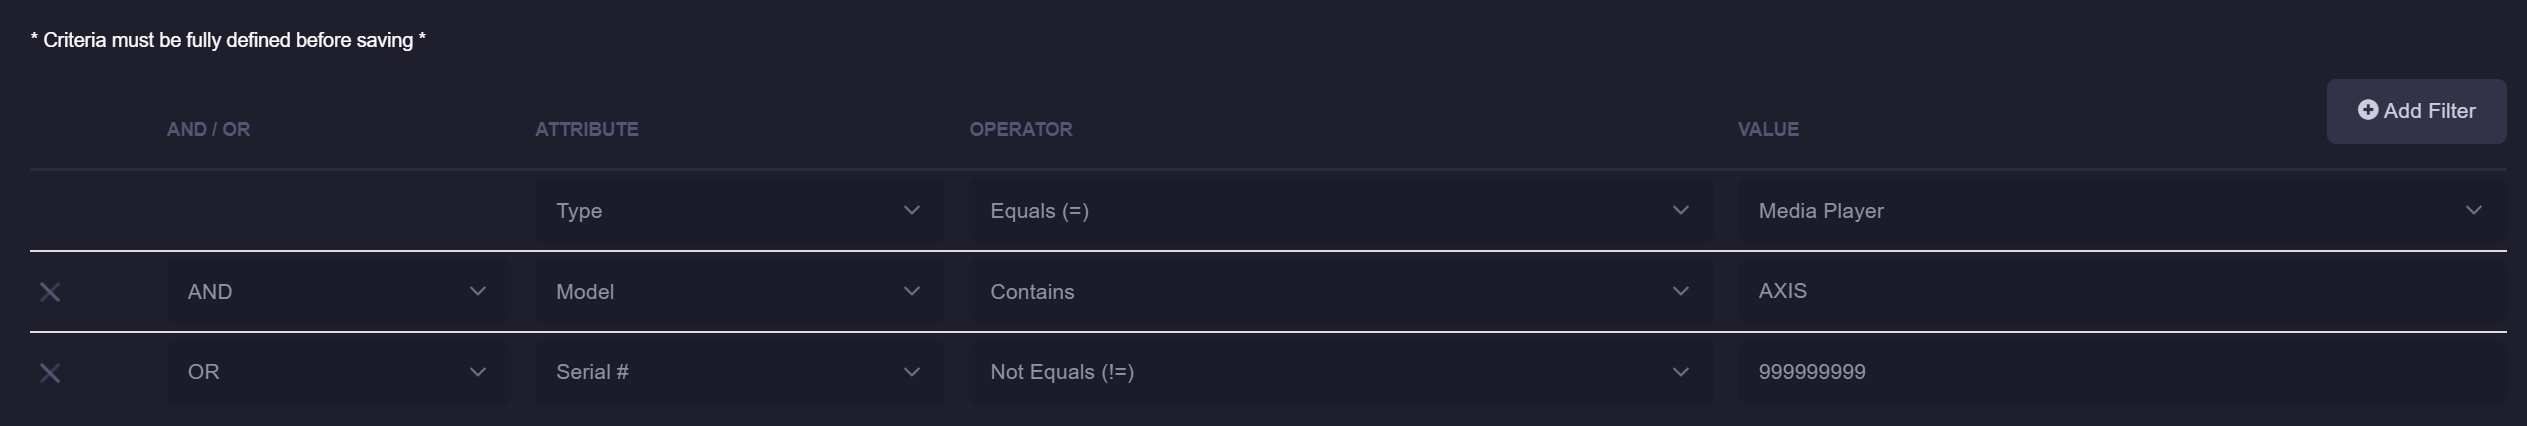 * Criteria must be fully defined before saving *
Add Filter
AND / OR ATTRIBUTE OPERATOR VALUE
Type Equals (=) Media Player
AND Model Contains AXIS
OR Serial # Not Equals (!=) 999999999